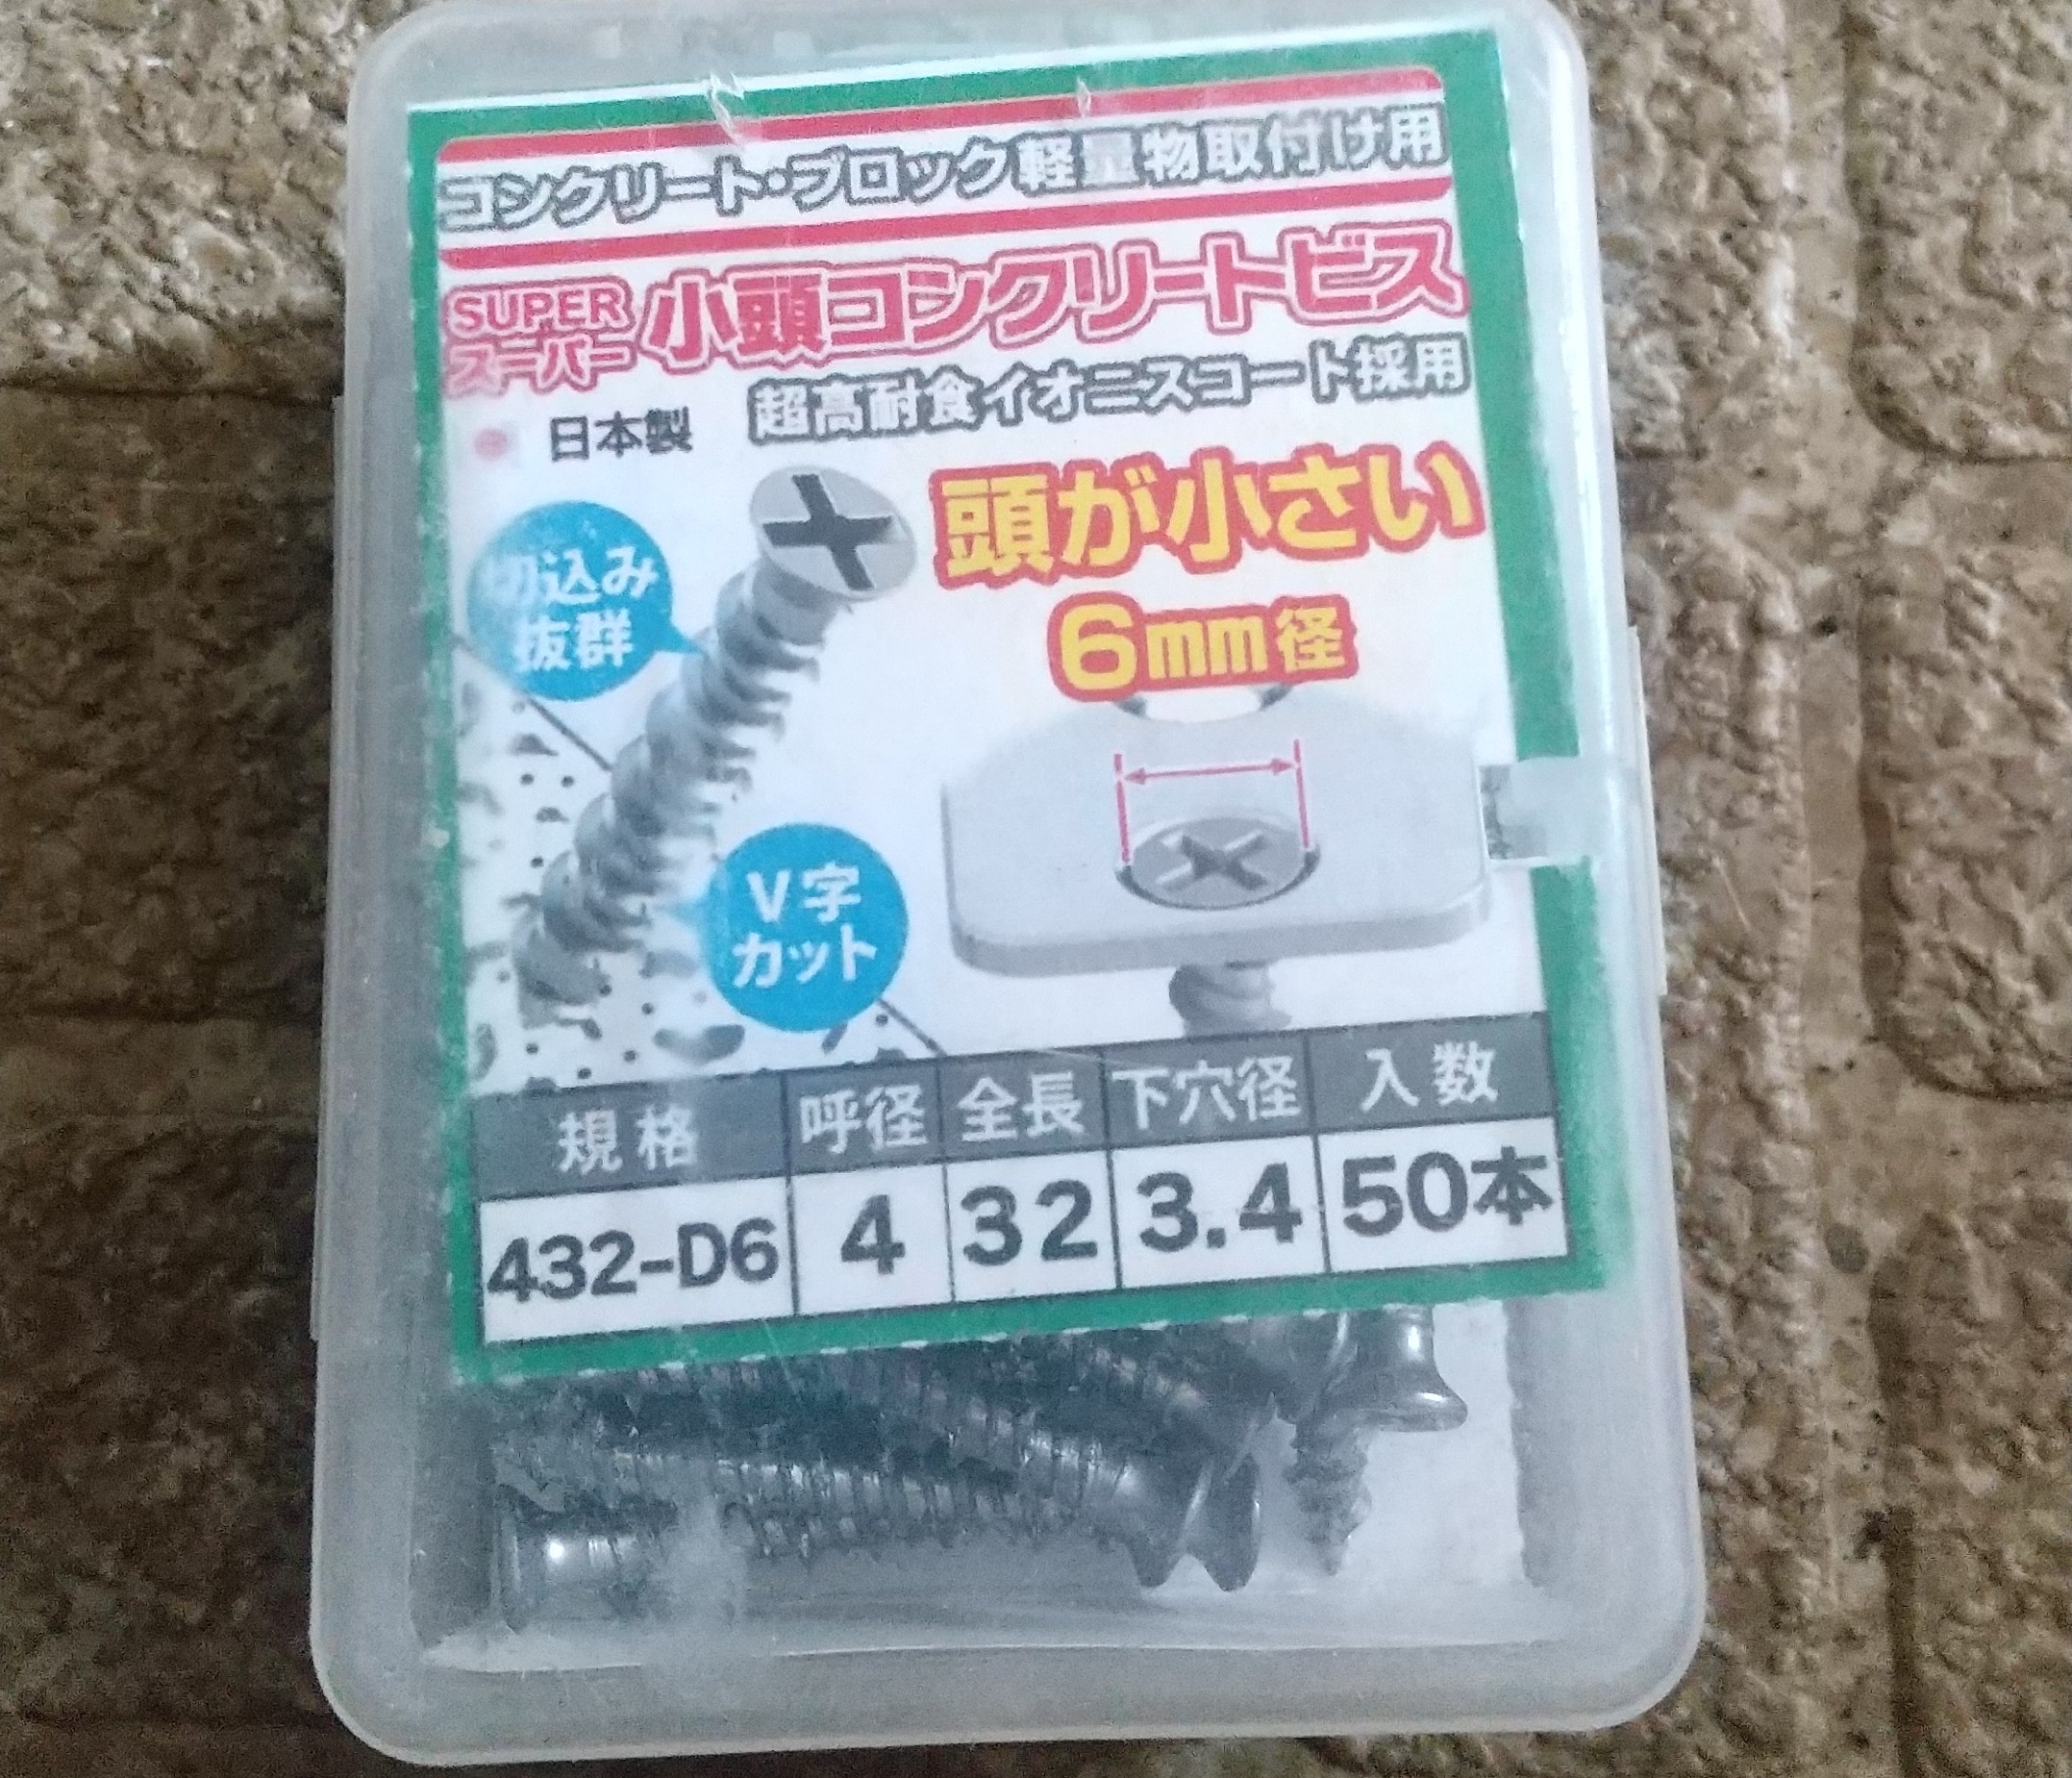 コンクリート・ブロック軽量物取付け用
SUPER
スーパー
小頭コンクリートビス
日本製
超高耐食イオニスコート採用
切込み
抜群
頭が小さい
6mm径
V字
カット
規格 呼径 全長 下穴径 入数
432-D6 4 32 3.4 50本